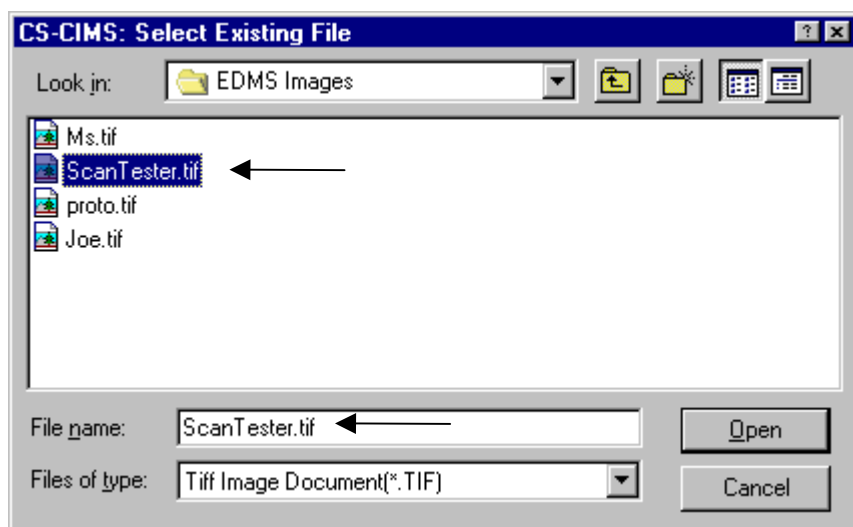 CS-CIMS: Select Existing File
Look in: EDMS Images
Ms.tif
ScanTester.tif
proto.tif
Joe.tif
File name: ScanTester.tif Open
Files of type: Tiff Image Document(*.TIF) Cancel